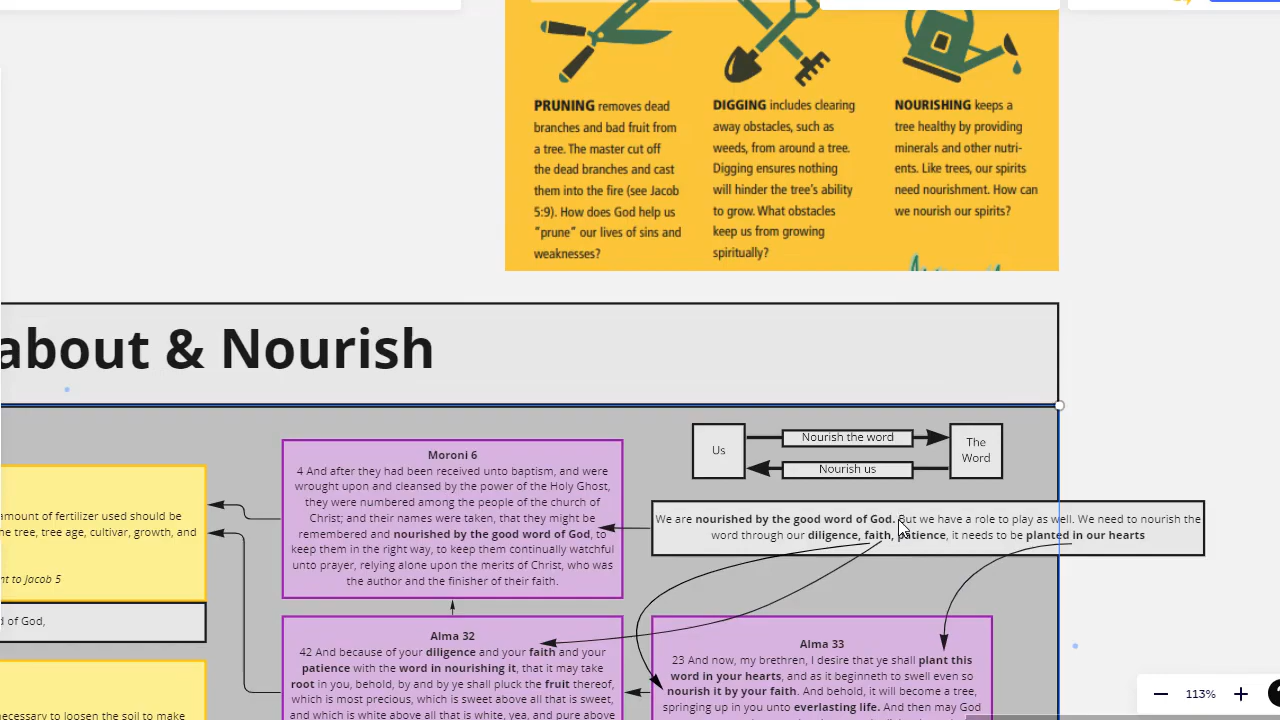 PRUNING removes dead
branches and bad fruit from
a tree. The master cut off
the dead branches and cast
them into the fire (see Jacob
5:9). How does God help us
“prune” our lives of sins and
weaknesses?
DIGGING includes clearing
away obstacles, such as
weeds, from around a tree.
Digging ensures nothing
will hinder the tree’s ability
to grow. What obstacles
keep us from growing
spiritually?
NOURISHING keeps a
tree healthy by providing
minerals and other nutri-
ents. Like trees, our spirits
need nourishment. How can
we nourish our spirits?
about & Nourish
amount of fertilizer used should be
e tree, tree age, cultivar, growth, and
nt to Jacob 5
d of God,
necessary to loosen the soil to make
Moroni 6
4 And after they had been received unto baptism, and were
wrought upon and cleansed by the power of the Holy Ghost,
they were numbered among the people of the church of
Christ; and their names were taken, that they might be
remembered and nourished by the good word of God, to
keep them in the right way, to keep them continually watchful
unto prayer, relying alone upon the merits of Christ, who was
the author and the finisher of their faith.
Alma 32
42 And because of your diligence and your faith and your
patience with the word in nourishing it, that it may take
root in you, behold, by and by ye shall pluck the fruit thereof,
which is most precious, which is sweet above all that is sweet,
and which is white above all that is white, yea, and pure above
Us
Nourish the word
Nourish us
The
Word
We are nourished by the good word of God. But we have a role to play as well. We need to nourish the
word through our diligence, faith, patience, it needs to be planted in our hearts
Alma 33
23 And now, my brethren, I desire that ye shall plant this
word in your hearts, and as it beginneth to swell even so
nourish it by your faith. And behold, it will become a tree,
springing up in you unto everlasting life. And then may God
113%